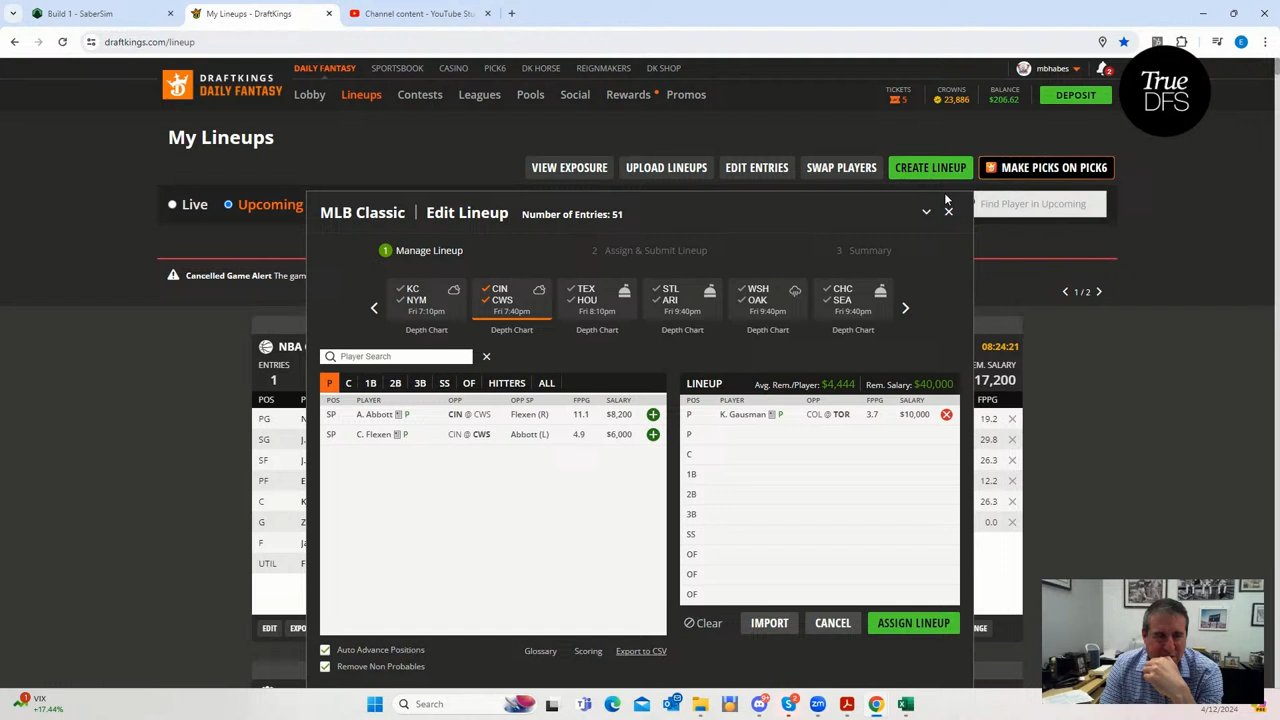 Build 1 - SaberSim
My Lineups - DraftKings
Channel content - YouTube Stu
draftkings.com/lineup
E
DRAFTKINGS
DAILY FANTASY
DAILY FANTASY SPORTSBOOK CASINO PICK6 DK HORSE REIGNMAKERS DK SHOP
mbhabes
2
Lobby Lineups Contests Leagues Pools Social Rewards Promos
TICKETS
5
CROWNS
23,886
BALANCE
$206.62
DEPOSIT
True
DFS
My Lineups
VIEW EXPOSURE UPLOAD LINEUPS EDIT ENTRIES SWAP PLAYERS CREATE LINEUP MAKE PICKS ON PICK6
Live Upcoming
Find Player in Upcoming
Cancelled Game Alert The gam
1 / 2
MLB Classic | Edit Lineup Number of Entries: 51
1 Manage Lineup 2 Assign & Submit Lineup 3 Summary
KC
NYM
Fri 7:10pm
Depth Chart
CIN
CWS
Fri 7:40pm
Depth Chart
TEX
HOU
Fri 8:10pm
Depth Chart
STL
ARI
Fri 9:40pm
Depth Chart
WSH
OAK
Fri 9:40pm
Depth Chart
CHC
SEA
Fri 9:40pm
Depth Chart
Player Search
P C 1B 2B 3B SS OF HITTERS ALL
POS PLAYER OPP OPP SP FPPG SALARY
SP A. Abbott P CIN @ CWS Flexen (R) 11.1 $8,200
SP C. Flexen P CIN @ CWS Abbott (L) 4.9 $6,000
LINEUP Avg. Rem./Player: $4,444 Rem. Salary: $40,000
POS PLAYER OPP FPPG SALARY
P K. Gausman P COL @ TOR 3.7 $10,000
P
C
1B
2B
3B
SS
OF
OF
OF
Clear IMPORT CANCEL ASSIGN LINEUP
Auto Advance Positions
Remove Non Probables
Glossary Scoring Export to CSV
NBA
ENTRIES
1
POS
PG
SG
SF
PF
C
G
F
UTIL
EDIT EXPO
08:24:21
REM. SALARY
17,200
FPPG
19.2
29.8
26.3
12.2
26.3
0.0
VIX
+17.44%
Search
4/12/2024